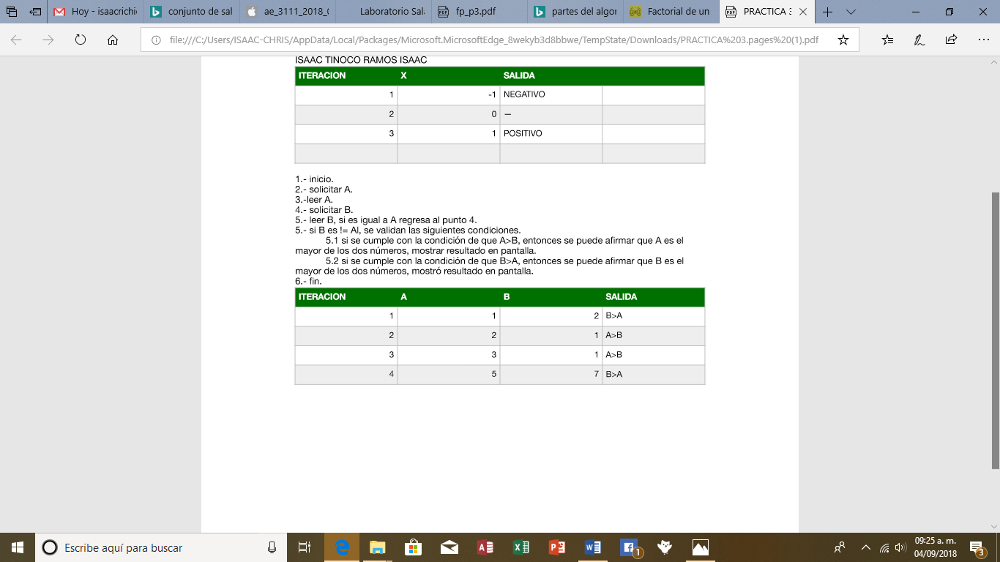 Hoy - isaacrichi
conjunto de sal
ae_3111_2018_
Laboratorio Sala
fp_p3.pdf
partes del algor
Factorial de un
PRACTICA 3
file:///C:/Users/ISAAC-CHRIS/AppData/Local/Packages/Microsoft.MicrosoftEdge_8wekyb3d8bbwe/TempState/Downloads/PRACTICA%203.pages%20(1).pdf
ISAAC TINOCO RAMOS ISAAC
ITERACION X SALIDA
1 -1 NEGATIVO
2 0 —
3 1 POSITIVO
1.- inicio.
2.- solicitar A.
3.-leer A.
4.- solicitar B.
5.- leer B, si es igual a A regresa al punto 4.
5.- si B es != Al, se validan las siguientes condiciones.
5.1 si se cumple con la condición de que A>B, entonces se puede afirmar que A es el
mayor de los dos números, mostrar resultado en pantalla.
5.2 si se cumple con la condición de que B>A, entonces se puede afirmar que B es el
mayor de los dos números, mostró resultado en pantalla.
6.- fin.
ITERACION A B SALIDA
1 1 2 B>A
2 2 1 A>B
3 3 1 A>B
4 5 7 B>A
Escribe aquí para buscar
1
09:25 a. m.
04/09/2018
3